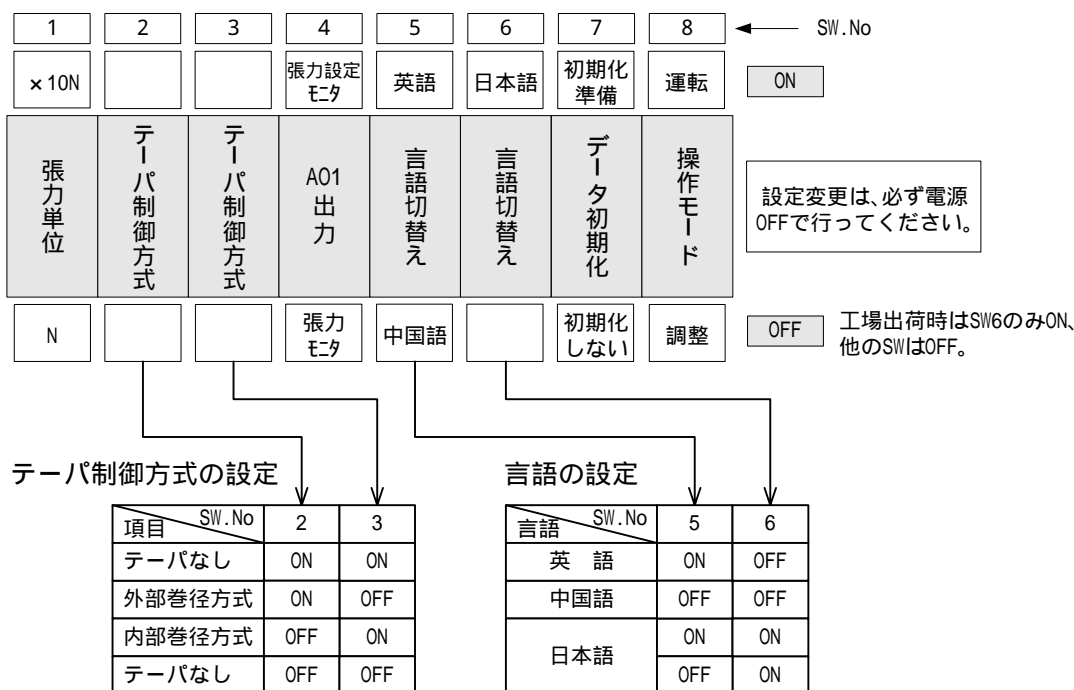 1 2 3 4 5 6 7 8 SW.No
×10N 張力設定モニタ 英語 日本語 初期化準備 運転 ON
張力単位 テーパ制御方式 テーパ制御方式 AO1出力 言語切替え 言語切替え データ初期化 操作モード
設定変更は、必ず電源
OFFで行ってください。
N 張力モニタ 中国語 初期化しない 調整 OFF
工場出荷時はSW6のみON、
他のSWはOFF。
テーパ制御方式の設定
項目 SW.No 2 3
テーパなし ON ON
外部巻径方式 ON OFF
内部巻径方式 OFF ON
テーパなし OFF OFF
言語の設定
言語 SW.No 5 6
英 語 ON OFF
中国語 OFF OFF
日本語 ON ON
OFF ON